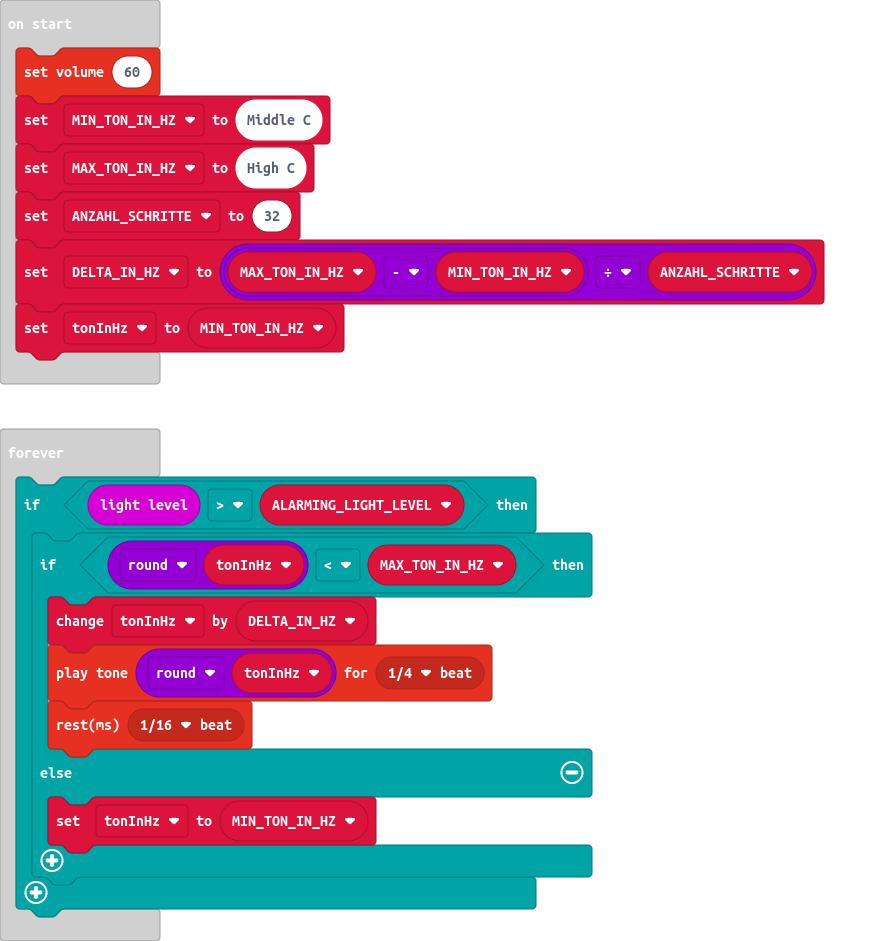 on start
set volume 60
set MIN_TON_IN_HZ to Middle C
set MAX_TON_IN_HZ to High C
set ANZAHL_SCHRITTE to 32
set DELTA_IN_HZ to MAX_TON_IN_HZ - MIN_TON_IN_HZ ÷ ANZAHL_SCHRITTE
set tonInHz to MIN_TON_IN_HZ
forever
if light level > ALARMING_LIGHT_LEVEL then
if round tonInHz < MAX_TON_IN_HZ then
change tonInHz by DELTA_IN_HZ
play tone round tonInHz for 1/4 beat
rest(ms) 1/16 beat
else
set tonInHz to MIN_TON_IN_HZ